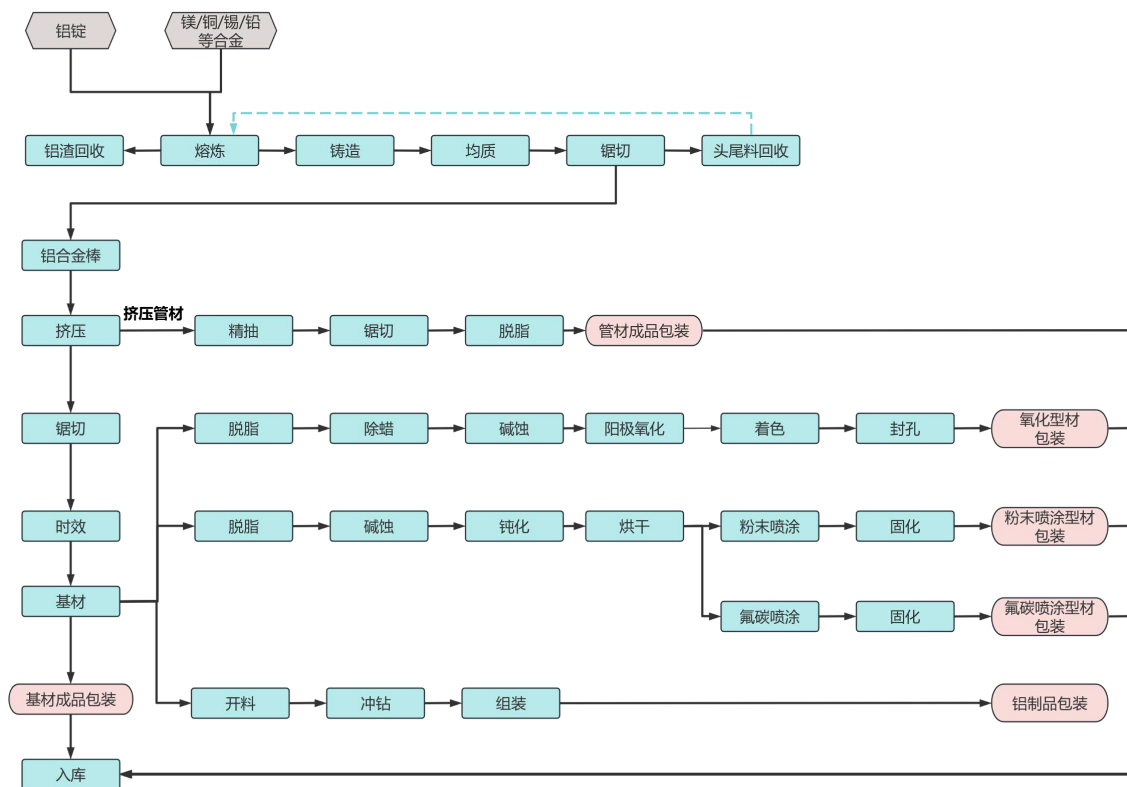 铝锭
镁/铜/锡/铅
等合金
铝渣回收
熔炼
铸造
均质
锯切
头尾料回收
铝合金棒
挤压
挤压管材
精抽
锯切
脱脂
管材成品包装
锯切
脱脂
除蜡
碱蚀
阳极氧化
着色
封孔
氧化型材
包装
时效
脱脂
碱蚀
钝化
烘干
粉末喷涂
固化
粉末喷涂型材
包装
基材
氟碳喷涂
固化
氟碳喷涂型材
包装
基材成品包装
开料
冲钻
组装
铝制品包装
入库